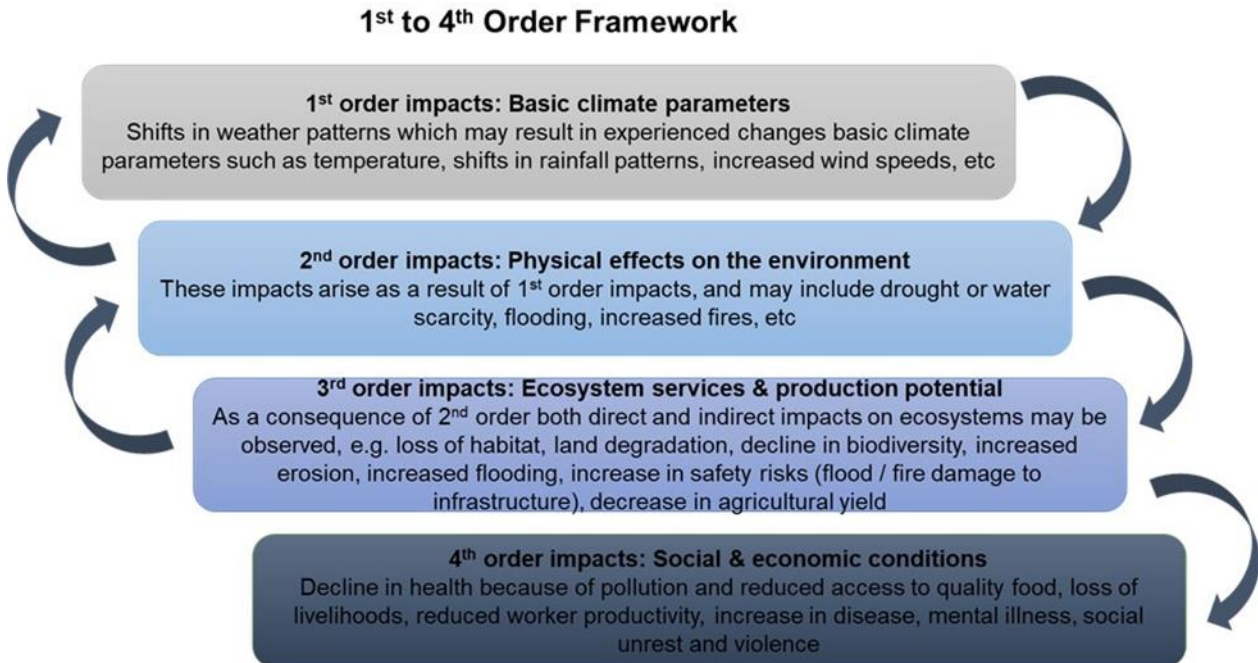 1st to 4th Order Framework
1st order impacts: Basic climate parameters
Shifts in weather patterns which may result in experienced changes basic climate
parameters such as temperature, shifts in rainfall patterns, increased wind speeds, etc
2nd order impacts: Physical effects on the environment
These impacts arise as a result of 1st order impacts, and may include drought or water
scarcity, flooding, increased fires, etc
3rd order impacts: Ecosystem services & production potential
As a consequence of 2nd order both direct and indirect impacts on ecosystems may be
observed, e.g. loss of habitat, land degradation, decline in biodiversity, increased
erosion, increased flooding, increase in safety risks (flood / fire damage to
infrastructure), decrease in agricultural yield
4th order impacts: Social & economic conditions
Decline in health because of pollution and reduced access to quality food, loss of
livelihoods, reduced worker productivity, increase in disease, mental illness, social
unrest and violence